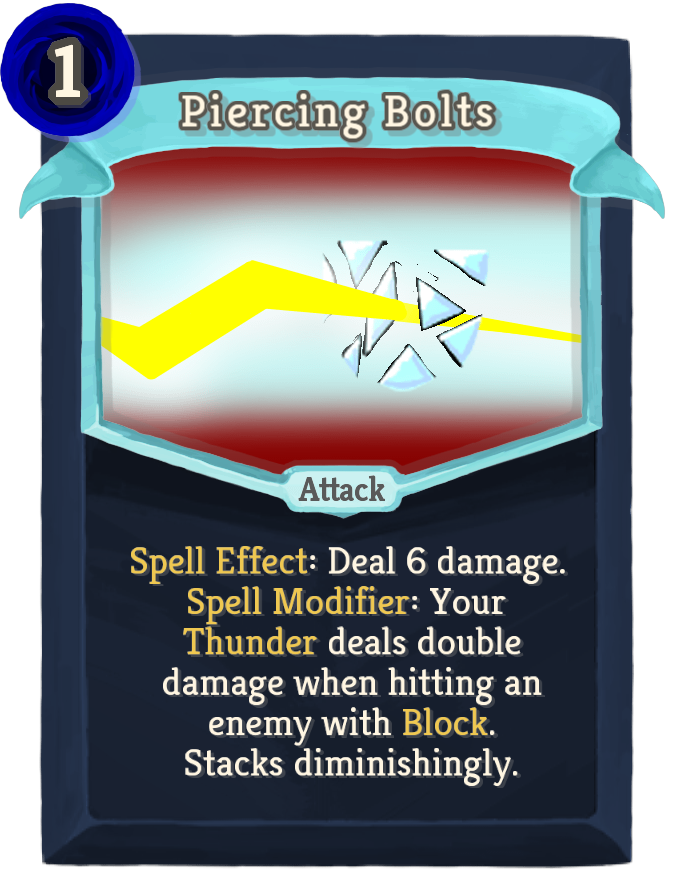 1
Piercing Bolts
Attack
Spell Effect: Deal 6 damage.
Spell Modifier: Your
Thunder deals double
damage when hitting an
enemy with Block.
Stacks diminishingly.